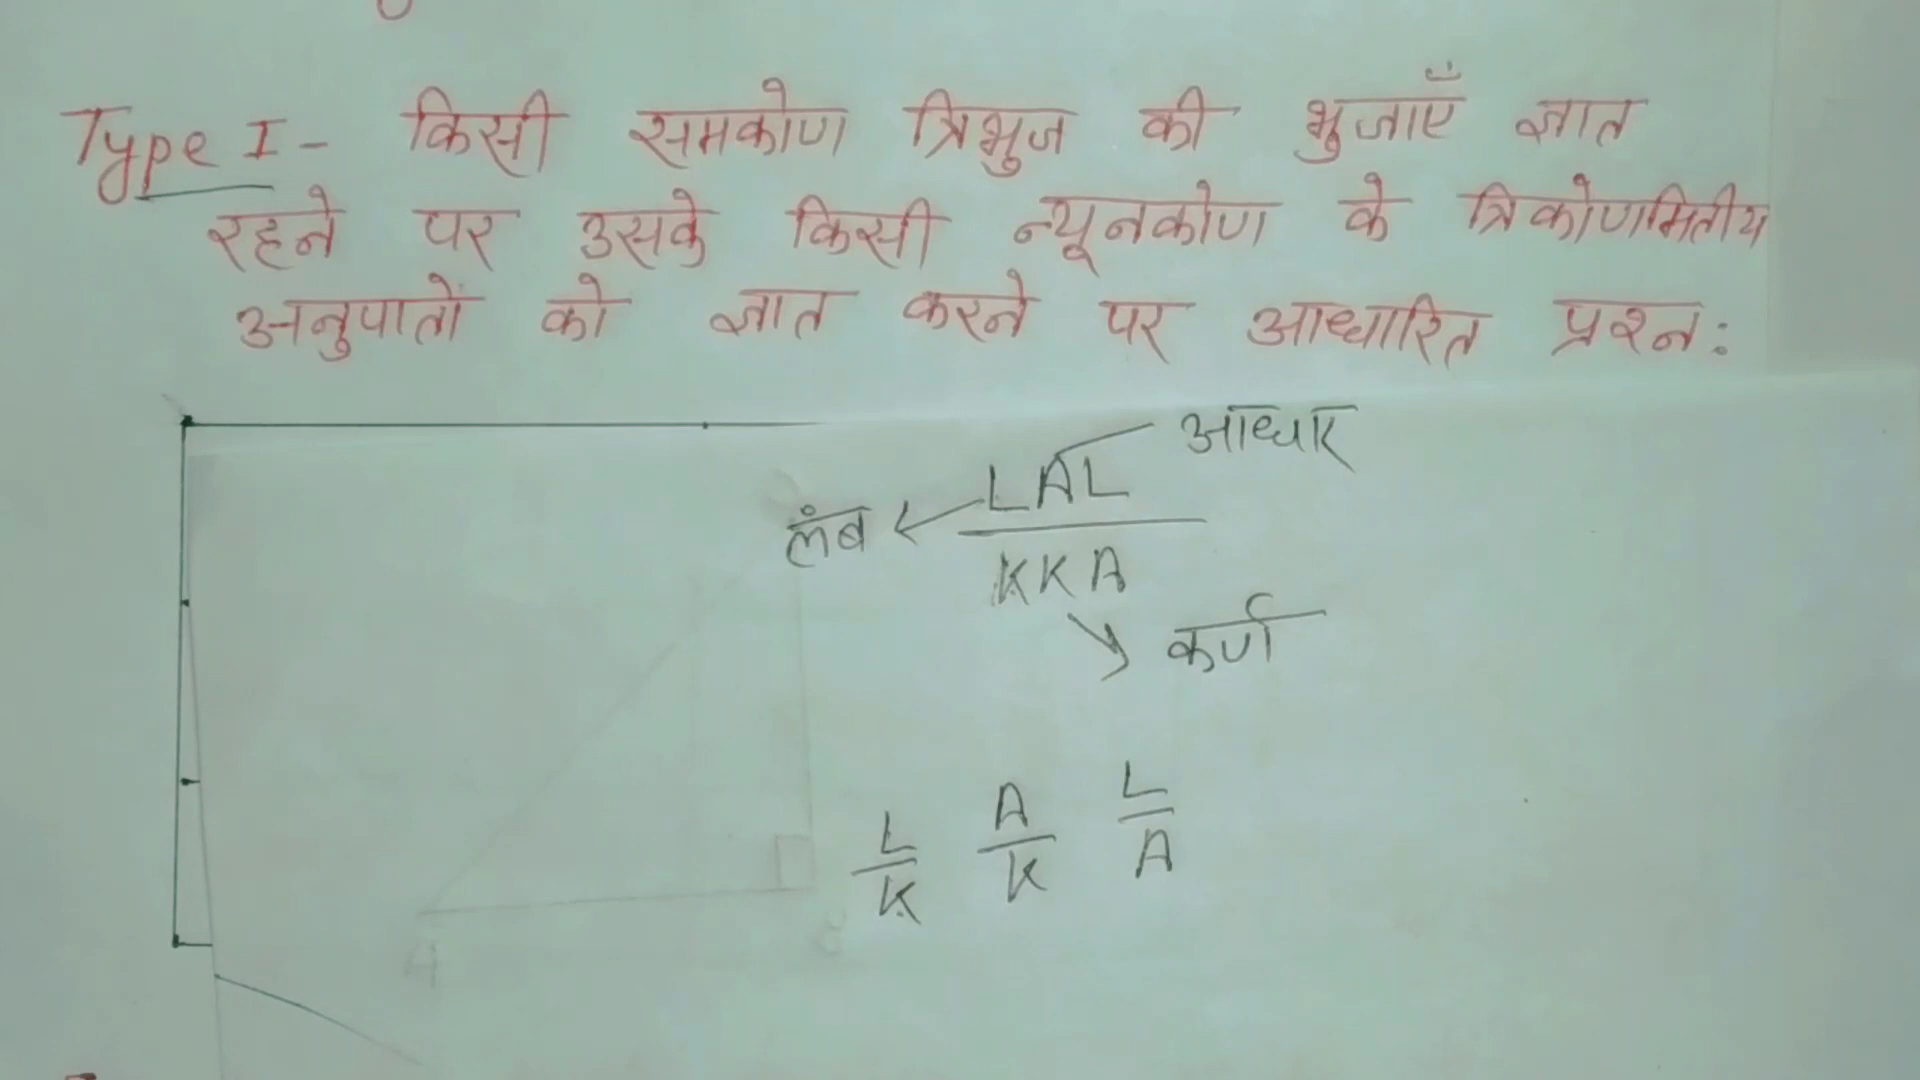 Type I - किसी समकोण त्रिभुज की भुजाएँ ज्ञात
रहने पर उसके किसी न्यूनकोण के त्रिकोणमितीय
अनुपातों को ज्ञात करने पर आधारित प्रश्न:
आधार
LAL
लंब
KKA
कर्ण
L/K A/K L/A
A B